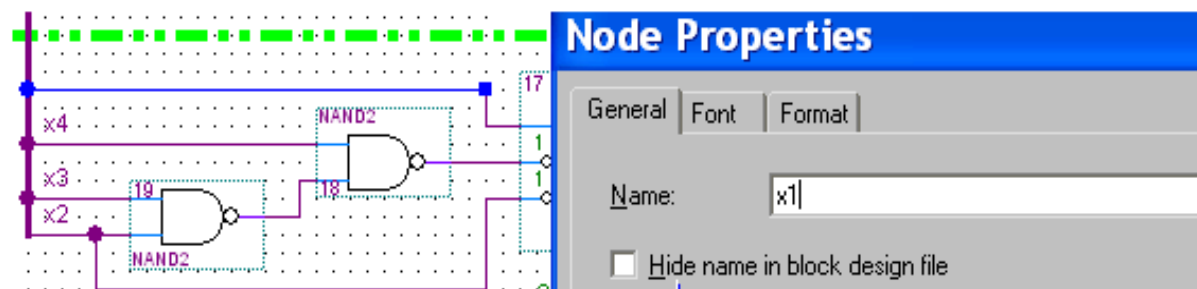 Node Properties
17
General Font Format
x4
NAND2
1
x3
1
19
18
Name: x1
x2
NAND2
Hide name in block design file